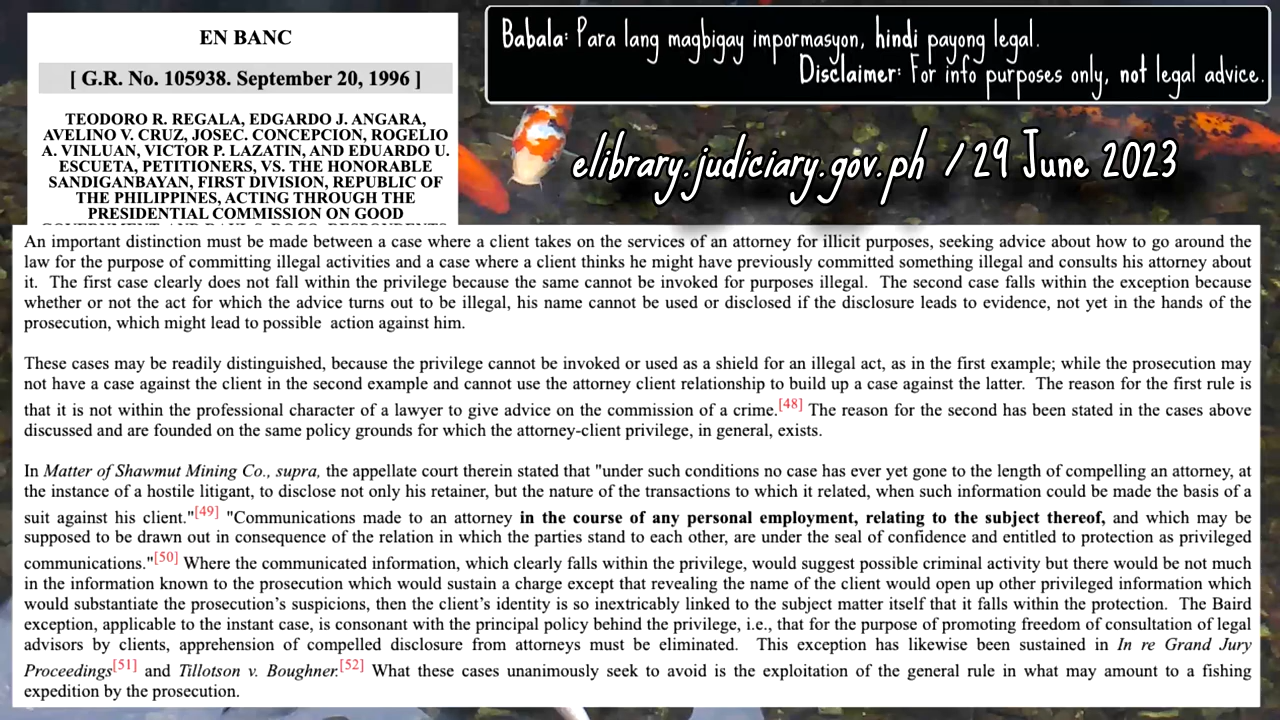 EN BANC
[ G.R. No. 105938. September 20, 1996 ]
TEODORO R. REGALA, EDGARDO J. ANGARA,
AVELINO V. CRUZ, JOSEC. CONCEPCION, ROGELIO
A. VINLUAN, VICTOR P. LAZATIN, AND EDUARDO U.
ESCUETA, PETITIONERS, VS. THE HONORABLE
SANDIGANBAYAN, FIRST DIVISION, REPUBLIC OF
THE PHILIPPINES, ACTING THROUGH THE
PRESIDENTIAL COMMISSION ON GOOD
Babala: Para lang magbigay impormasyon, hindi payong legal.
Disclaimer: For info purposes only, not legal advice.
elibrary.judiciary.gov.ph / 29 June 2023
An important distinction must be made between a case where a client takes on the services of an attorney for illicit purposes, seeking advice about how to go around the
law for the purpose of committing illegal activities and a case where a client thinks he might have previously committed something illegal and consults his attorney about
it. The first case clearly does not fall within the privilege because the same cannot be invoked for purposes illegal. The second case falls within the exception because
whether or not the act for which the advice turns out to be illegal, his name cannot be used or disclosed if the disclosure leads to evidence, not yet in the hands of the
prosecution, which might lead to possible action against him.
These cases may be readily distinguished, because the privilege cannot be invoked or used as a shield for an illegal act, as in the first example; while the prosecution may
not have a case against the client in the second example and cannot use the attorney client relationship to build up a case against the latter. The reason for the first rule is
that it is not within the professional character of a lawyer to give advice on the commission of a crime.[48] The reason for the second has been stated in the cases above
discussed and are founded on the same policy grounds for which the attorney-client privilege, in general, exists.
In Matter of Shawmut Mining Co., supra, the appellate court therein stated that "under such conditions no case has ever yet gone to the length of compelling an attorney, at
the instance of a hostile litigant, to disclose not only his retainer, but the nature of the transactions to which it related, when such information could be made the basis of a
suit against his client."[49] "Communications made to an attorney in the course of any personal employment, relating to the subject thereof, and which may be
supposed to be drawn out in consequence of the relation in which the parties stand to each other, are under the seal of confidence and entitled to protection as privileged
communications."[50] Where the communicated information, which clearly falls within the privilege, would suggest possible criminal activity but there would be not much
in the information known to the prosecution which would sustain a charge except that revealing the name of the client would open up other privileged information which
would substantiate the prosecution's suspicions, then the client's identity is so inextricably linked to the subject matter itself that it falls within the protection. The Baird
exception, applicable to the instant case, is consonant with the principal policy behind the privilege, i.e., that for the purpose of promoting freedom of consultation of legal
advisors by clients, apprehension of compelled disclosure from attorneys must be eliminated. This exception has likewise been sustained in In re Grand Jury
Proceedings[51] and Tillotson v. Boughner.[52] What these cases unanimously seek to avoid is the exploitation of the general rule in what may amount to a fishing
expedition by the prosecution.